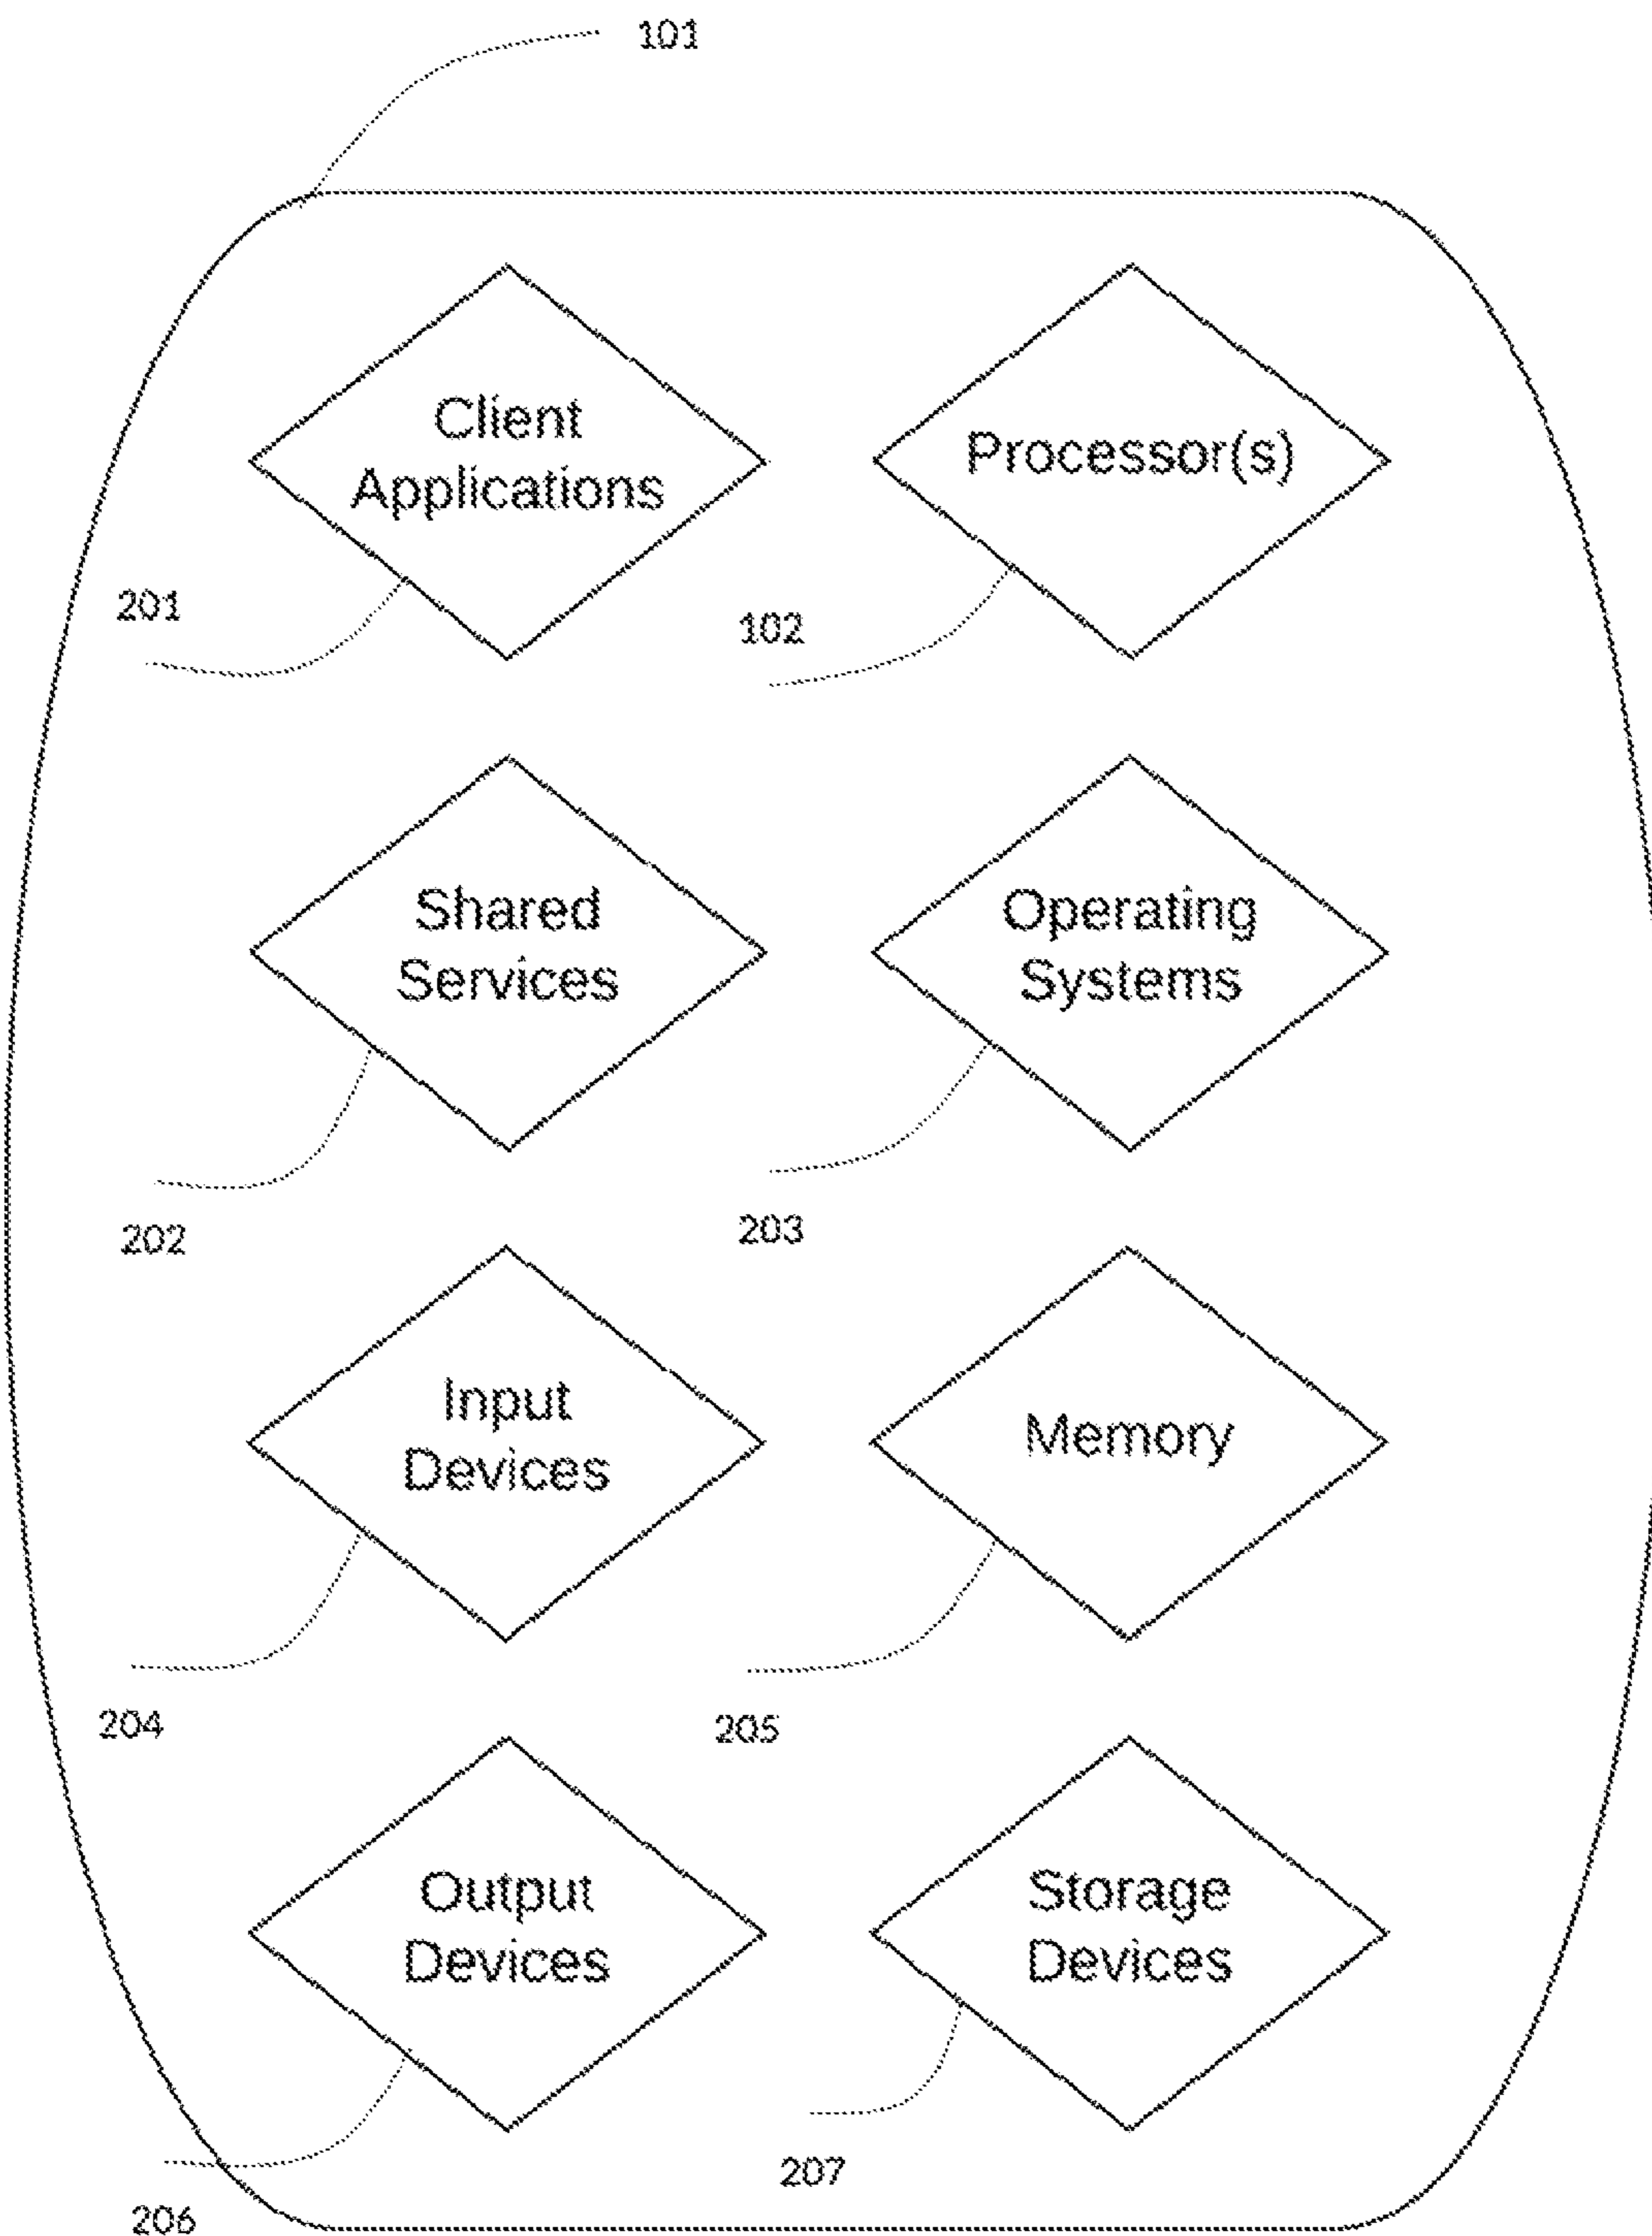 101
Client
Applications
Processor(s)
201
102
Shared
Services
Operating
Systems
202
203
Input
Devices
Memory
204
205
Output
Devices
Storage
Devices
207
206